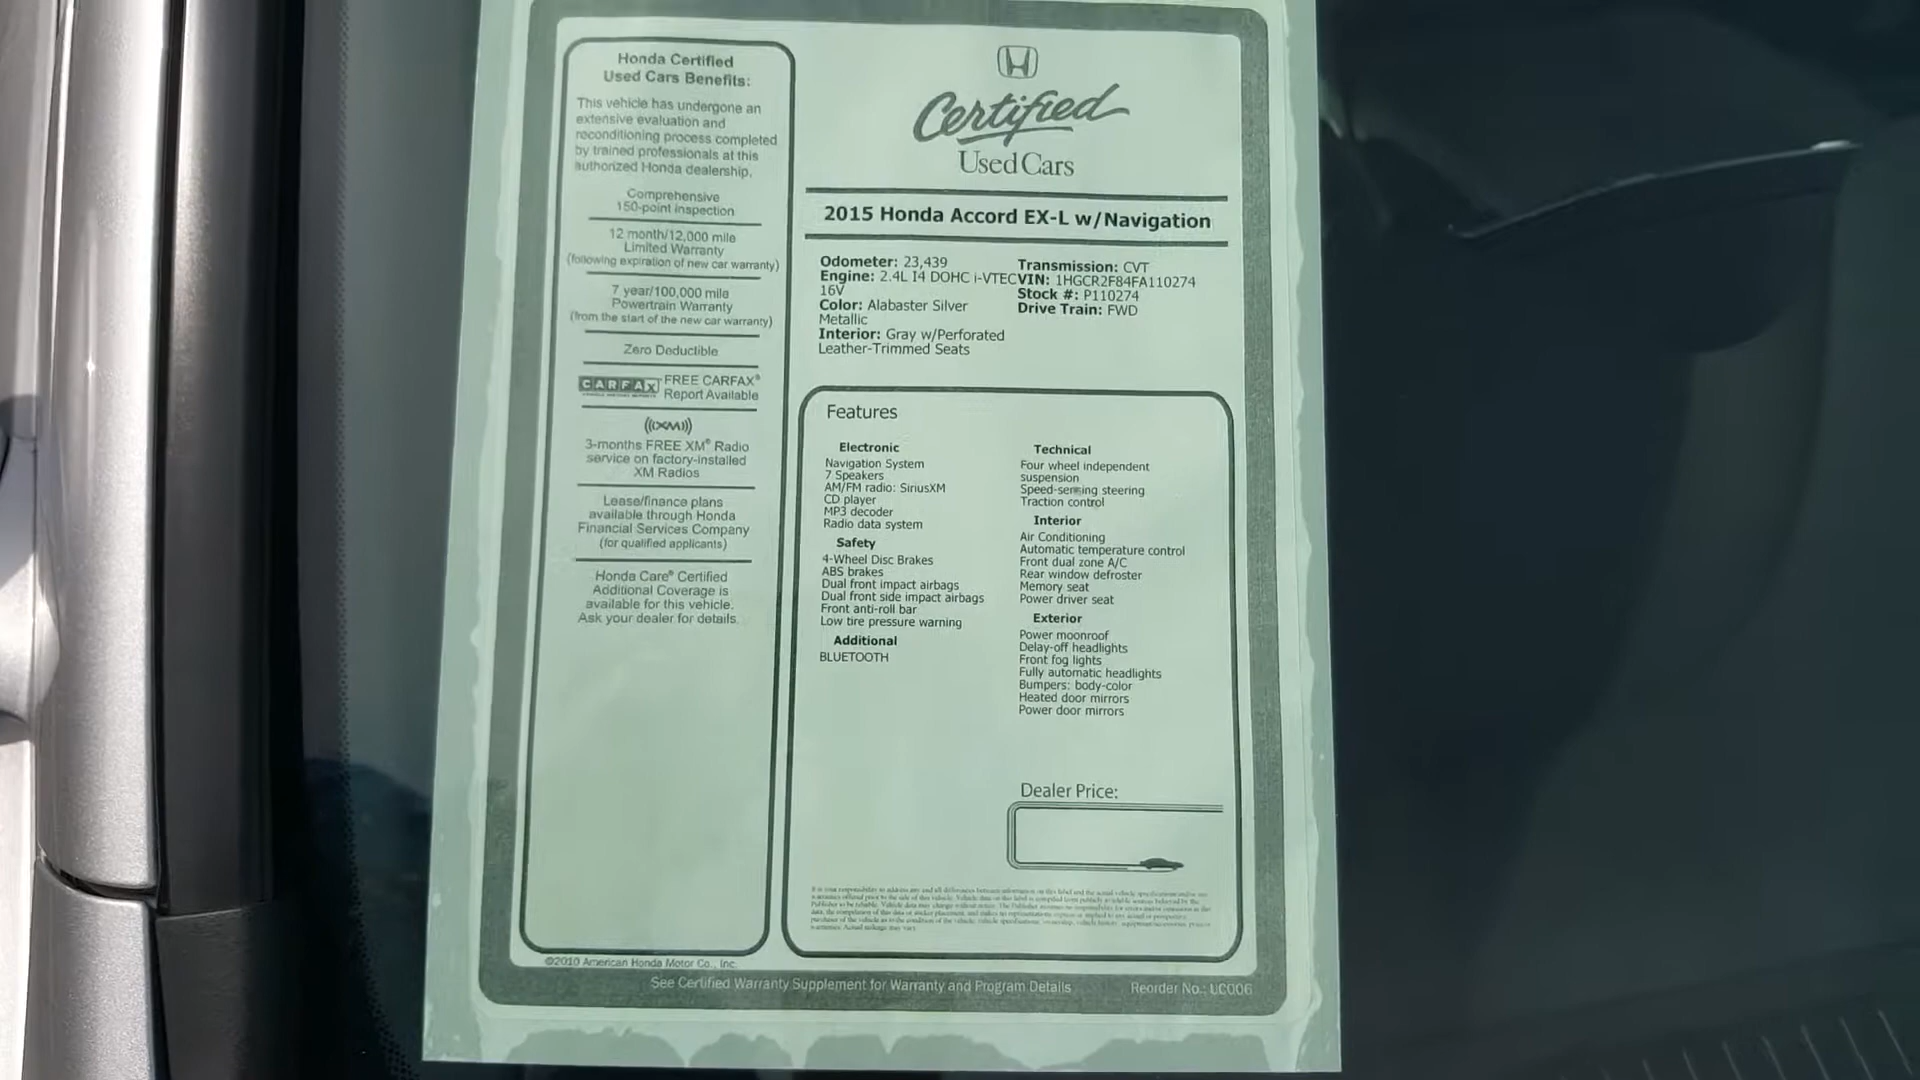 Honda Certified
Used Cars Benefits:
This vehicle has undergone an
extensive evaluation and
reconditioning process completed
by trained professionals at this
authorized Honda dealership.
Comprehensive
150-point inspection
12 month/12,000 mile
Limited Warranty
(following expiration of new car warranty)
7 year/100,000 mile
Powertrain Warranty
(from the start of the new car warranty)
Zero Deductible
CARFAX FREE CARFAX®
Report Available
((XM))
3-months FREE XM® Radio
service on factory-installed
XM Radios
Lease/finance plans
available through Honda
Financial Services Company
(for qualified applicants)
Honda Care® Certified
Additional Coverage is
available for this vehicle.
Ask your dealer for details.
©2010 American Honda Motor Co., Inc.
Certified
Used Cars
2015 Honda Accord EX-L w/Navigation
Odometer: 23,439
Engine: 2.4L I4 DOHC i-VTEC
16V
Color: Alabaster Silver
Metallic
Interior: Gray w/Perforated
Leather-Trimmed Seats
Transmission: CVT
VIN: 1HGCR2F84FA110274
Stock #: P110274
Drive Train: FWD
Features
Electronic
Navigation System
7 Speakers
AM/FM radio: SiriusXM
CD player
MP3 decoder
Radio data system
Safety
4-Wheel Disc Brakes
ABS brakes
Dual front impact airbags
Dual front side impact airbags
Front anti-roll bar
Low tire pressure warning
Additional
BLUETOOTH
Technical
Four wheel independent
suspension
Speed-sensing steering
Traction control
Interior
Air Conditioning
Automatic temperature control
Front dual zone A/C
Rear window defroster
Memory seat
Power driver seat
Exterior
Power moonroof
Delay-off headlights
Front fog lights
Fully automatic headlights
Bumpers: body-color
Heated door mirrors
Power door mirrors
Dealer Price:
See Certified Warranty Supplement for Warranty and Program Details
Reorder No.: UC006